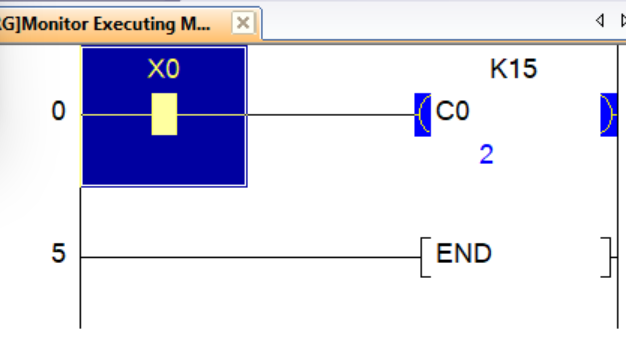 G]Monitor Executing M...
X0 K15
0 C0
2
5 END